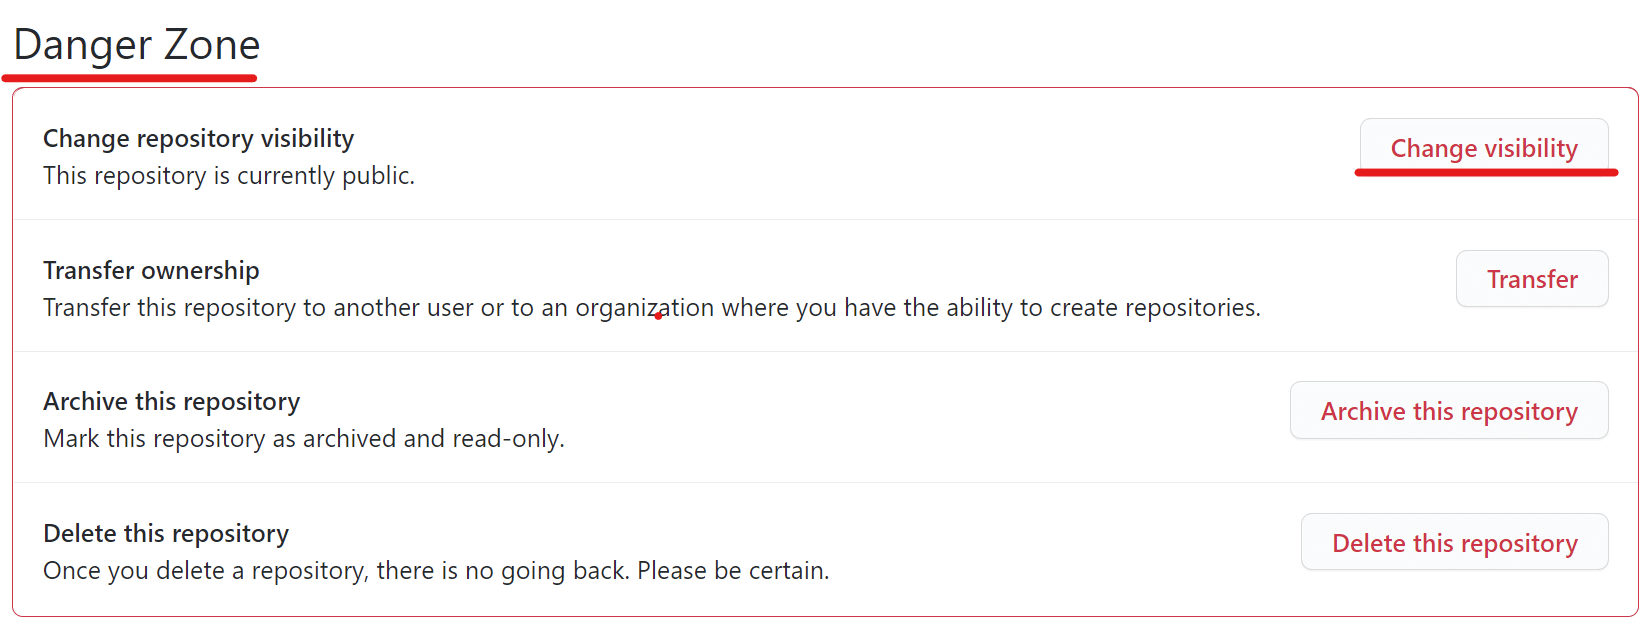 Danger Zone
Change repository visibility
This repository is currently public.
Change visibility
Transfer ownership
Transfer this repository to another user or to an organization where you have the ability to create repositories.
Transfer
Archive this repository
Mark this repository as archived and read-only.
Archive this repository
Delete this repository
Once you delete a repository, there is no going back. Please be certain.
Delete this repository